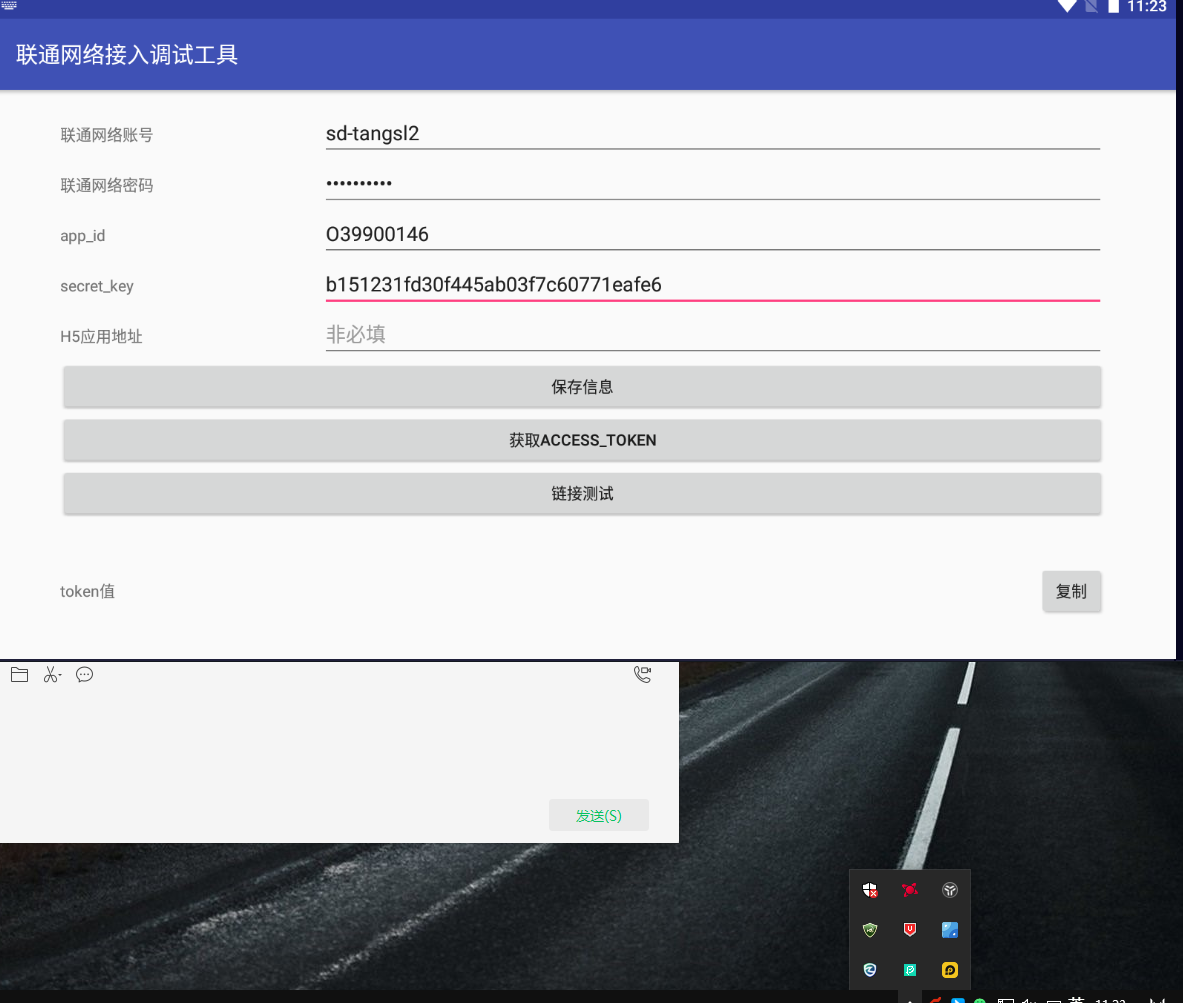 11:23
联通网络接入调试工具
联通网络账号 sd-tangsl2
联通网络密码 ••••••••••
app_id O39900146
secret_key b151231fd30f445ab03f7c60771eafe6
H5应用地址 非必填
保存信息
获取ACCESS_TOKEN
链接测试
token值 复制
发送(S)
英 11:23